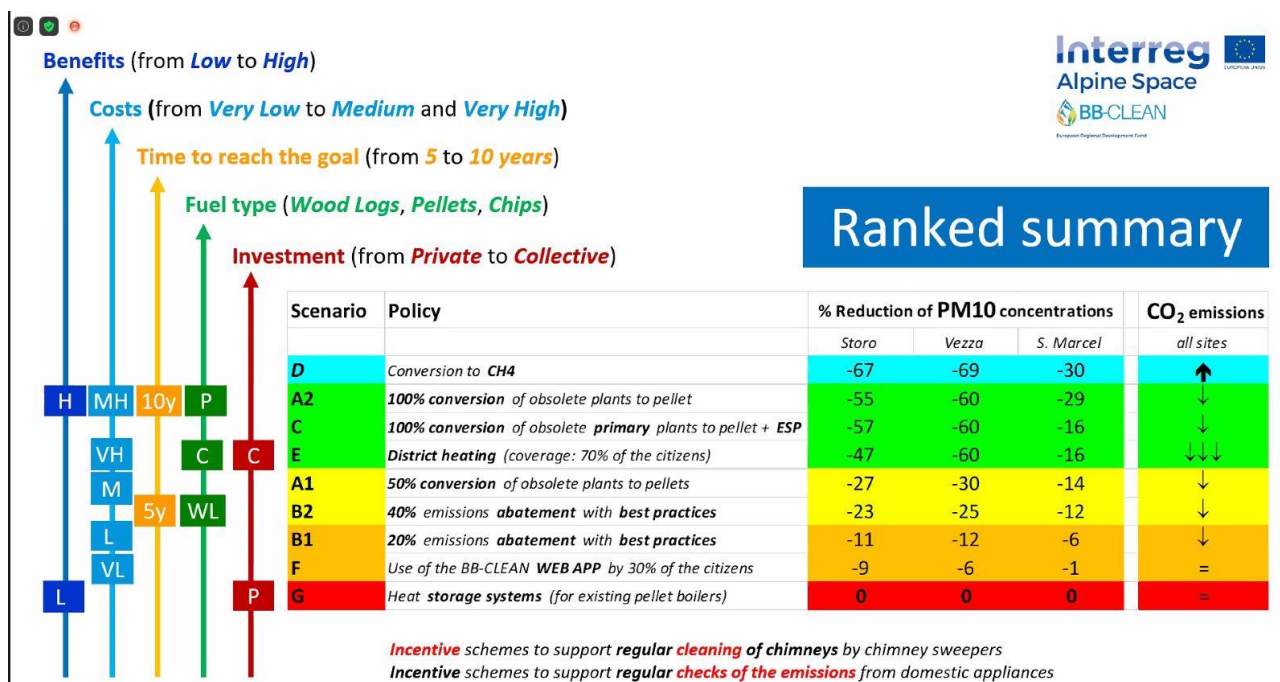 Benefits (from Low to High)
Costs (from Very Low to Medium and Very High)
Time to reach the goal (from 5 to 10 years)
Fuel type (Wood Logs, Pellets, Chips)
Investment (from Private to Collective)
Interreg
EUROPEAN UNION
Alpine Space
BB-CLEAN
European Regional Development Fund
Ranked summary
Scenario Policy % Reduction of PM10 concentrations CO2 emissions
Storo Vezza S. Marcel all sites
D Conversion to CH4 -67 -69 -30 ↑
H MH 10y P A2 100% conversion of obsolete plants to pellet -55 -60 -29 ↓
C 100% conversion of obsolete primary plants to pellet + ESP -57 -60 -16 ↓
VH C C E District heating (coverage: 70% of the citizens) -47 -60 -16 ↓↓↓
M A1 50% conversion of obsolete plants to pellets -27 -30 -14 ↓
5y WL B2 40% emissions abatement with best practices -23 -25 -12 ↓
L B1 20% emissions abatement with best practices -11 -12 -6 ↓
VL F Use of the BB-CLEAN WEB APP by 30% of the citizens -9 -6 -1 =
L P G Heat storage systems (for existing pellet boilers) 0 0 0 =
Incentive schemes to support regular cleaning of chimneys by chimney sweepers
Incentive schemes to support regular checks of the emissions from domestic appliances